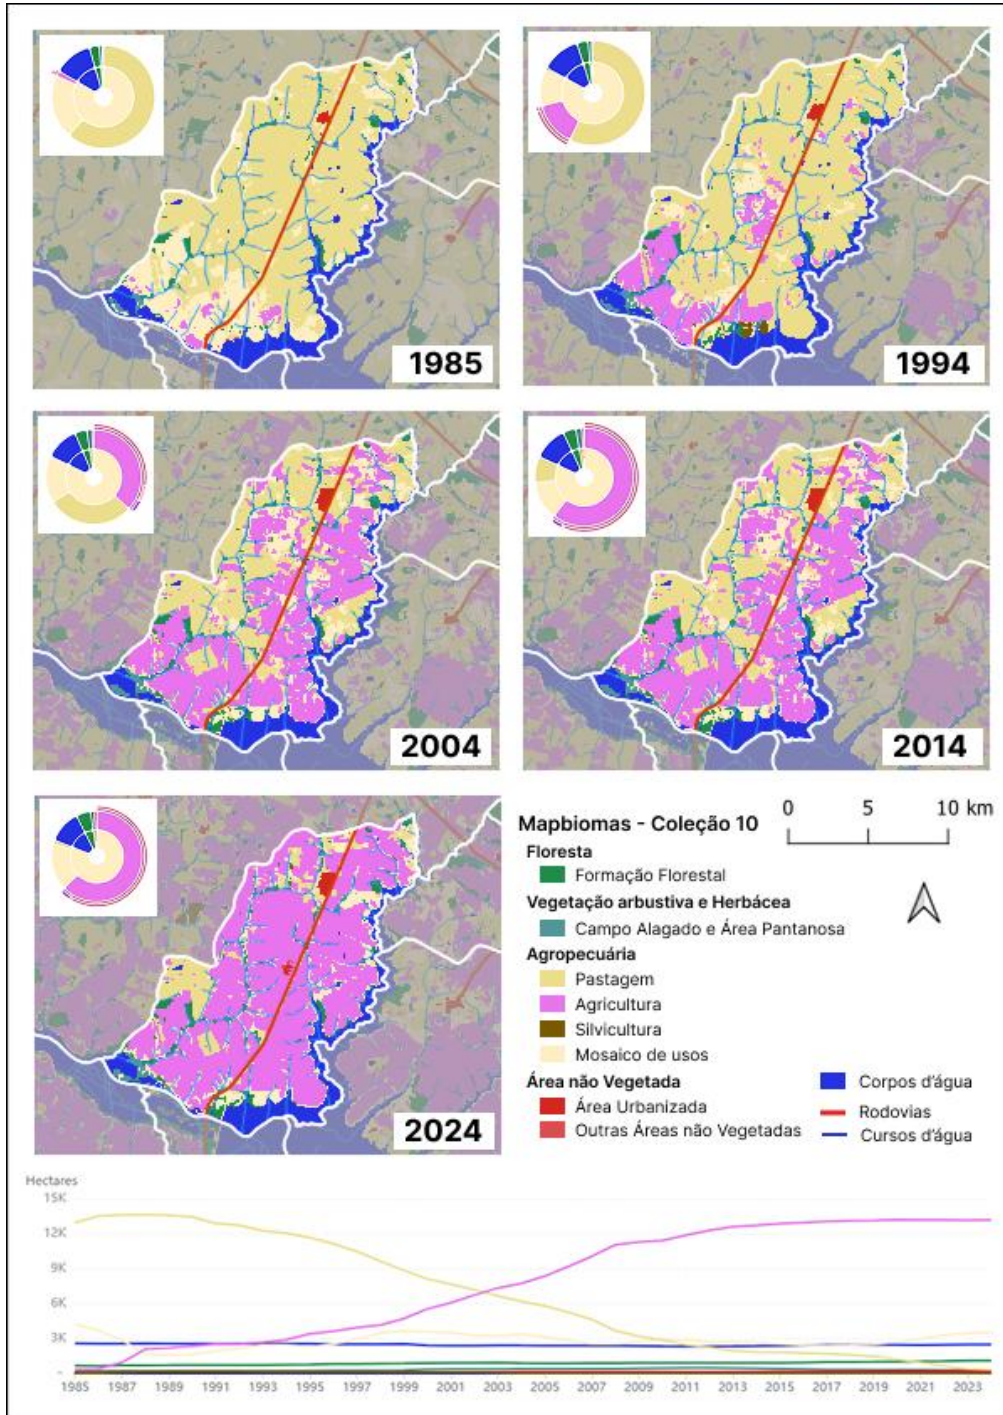 1985
1994
2004
2014
2024
0 5 10 km
Mapbiomas - Coleção 10
Floresta
Formação Florestal
Vegetação arbustiva e Herbácea
Campo Alagado e Área Pantanosa
Agropecuária
Pastagem
Agricultura
Silvicultura
Mosaico de usos
Área não Vegetada
Área Urbanizada
Outras Áreas não Vegetadas
Corpos d'água
Rodovias
Cursos d'água
Hectares
15K
12K
9K
6K
3K
-
1985 1987 1989 1991 1993 1995 1997 1999 2001 2003 2005 2007 2009 2011 2013 2015 2017 2019 2021 2023